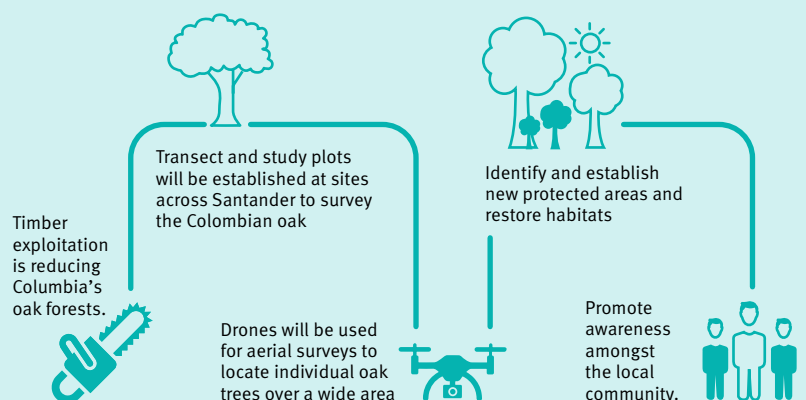 Timber
exploitation
is reducing
Columbia's
oak forests.
Transect and study plots
will be established at sites
across Santander to survey
the Colombian oak
Drones will be used
for aerial surveys to
locate individual oak
trees over a wide area
Identify and establish
new protected areas and
restore habitats
Promote
awareness
amongst
the local
community.